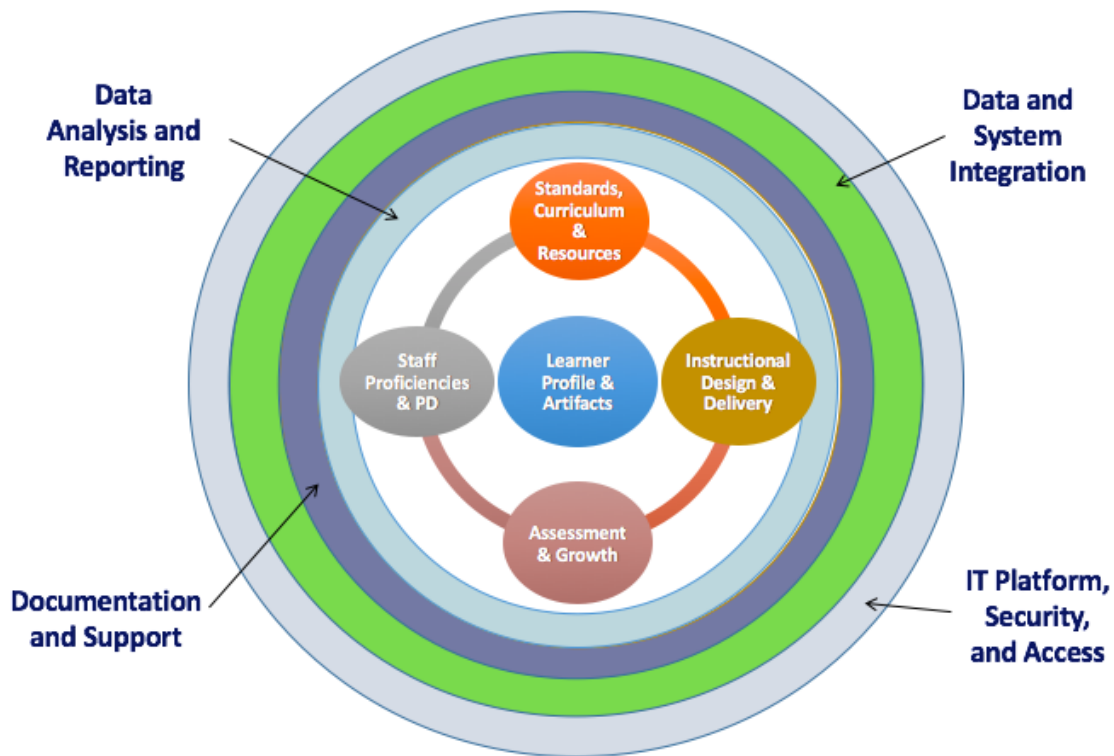 Data
Analysis and
Reporting
Data and
System
Integration
Standards,
Curriculum
&
Resources
Staff
Proficiencies
& PD
Learner
Profile &
Artifacts
Instructional
Design &
Delivery
Assessment
& Growth
Documentation
and Support
IT Platform,
Security,
and Access